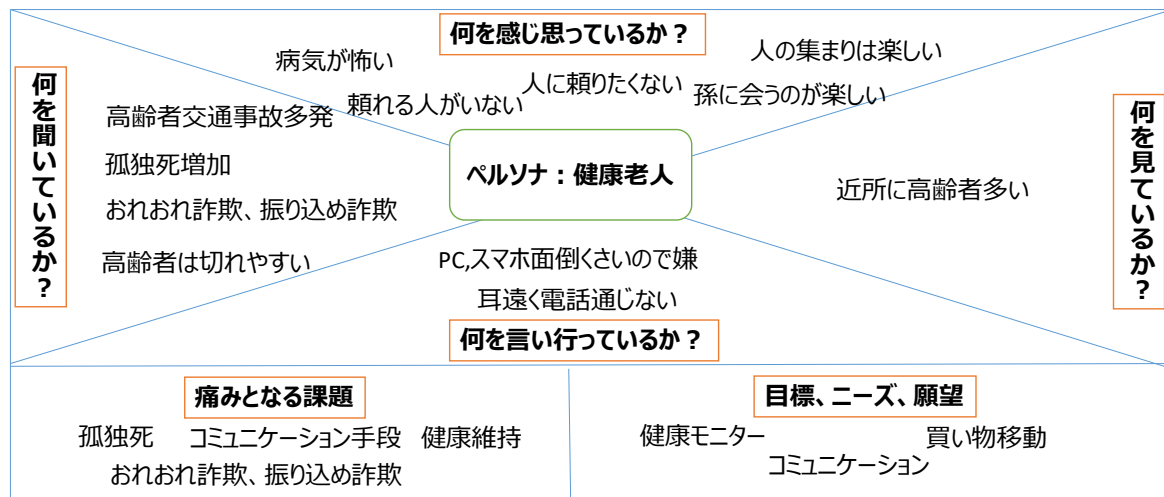 何を感じ思っているか？
病気が怖い
頼れる人がいない
人に頼りたくない
人の集まりは楽しい
孫に会うのが楽しい
何を聞いているか？
高齢者交通事故多発
孤独死増加
おれおれ詐欺、振り込め詐欺
高齢者は切れやすい
ペルソナ：健康老人
何を見ているか？
近所に高齢者多い
PC,スマホ面倒くさいので嫌
耳遠く電話通じない
何を言い行っているか？
痛みとなる課題
孤独死
コミュニケーション手段
健康維持
おれおれ詐欺、振り込め詐欺
目標、ニーズ、願望
健康モニター
買い物移動
コミュニケーション